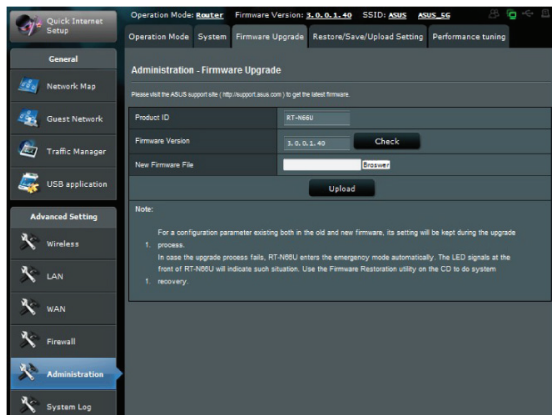 Quick Internet
Setup
Operation Mode: Router Firmware Version: 3.0.0.1.40 SSID: ASUS ASUS_5G
Operation Mode System Firmware Upgrade Restore/Save/Upload Setting Performance tuning
General
Network Map
Guest Network
Traffic Manager
USB application
Advanced Setting
Wireless
LAN
WAN
Firewall
Administration
System Log
Administration - Firmware Upgrade
Please visit the ASUS support site ( http://support.asus.com ) to get the latest firmware.
Product ID RT-N66U
Firmware Version 3.0.0.1.40 Check
New Firmware File Broswer
Upload
Note:
For a configuration parameter existing both in the old and new firmware, its setting will be kept during the upgrade
1. process.
In case the upgrade process fails, RT-N66U enters the emergency mode automatically. The LED signals at the
front of RT-N66U will indicate such situation. Use the Firmware Restoration utility on the CD to do system
1. recovery.